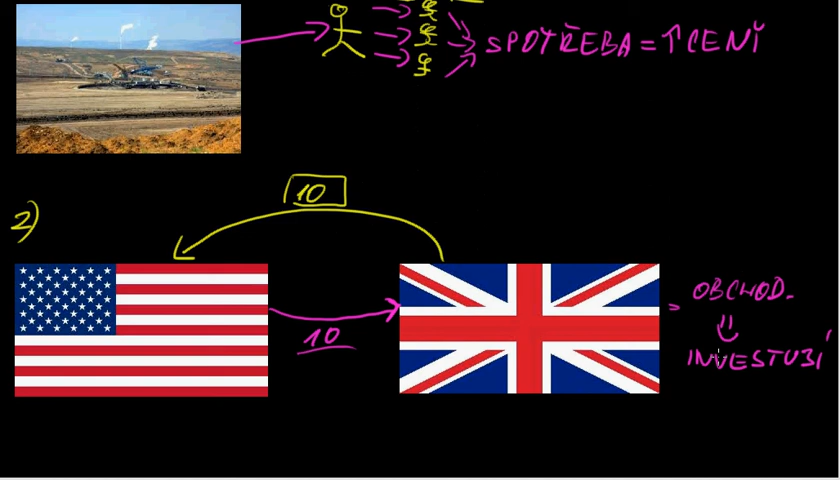 SPOTŘEBA = ↑CENÍ
10
2)
10
= OBCHOD.
INVESTUJÍ